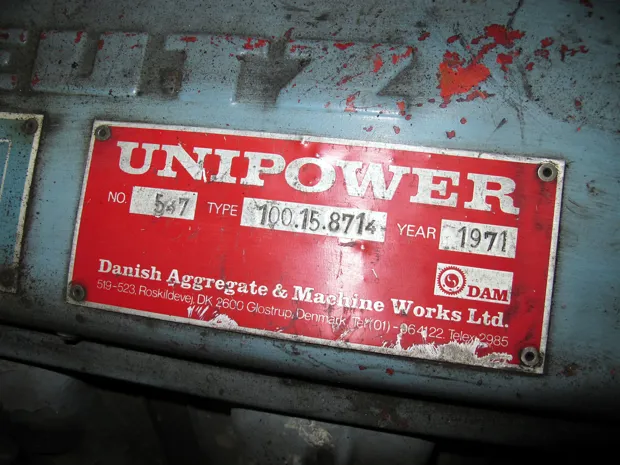 EUTZ
UNIPOWER
NO. 547 TYPE 100.15.8714 YEAR 1971
DAM
Danish Aggregate & Machine Works Ltd.
519-523, Roskildevej, DK 2600 Glostrup, Denmark. Tel. (01) - 964122. Telex 2985